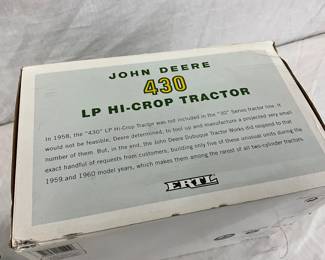 JOHN DEERE
430
LP HI-CROP TRACTOR
In 1958, the "430" LP Hi-Crop Tractor was not included in the "30" Series tractor line. It
would not be feasible, Deere determined, to tool up and manufacture a projected very small
number of them. But, in the end, the John Deere Dubuque Tractor Works did respond to that
exact handful of requests from customers, building only five of these unusual units during the
1959 and 1960 model years, which makes them among the rarest of all two-cylinder tractors.
ERTL